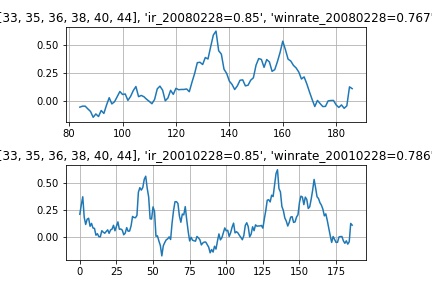 [33, 35, 36, 38, 40, 44], 'ir_20080228=0.85', 'winrate_20080228=0.767'
0.50
0.25
0.00
80 100 120 140 160 180
[33, 35, 36, 38, 40, 44], 'ir_20010228=0.85', 'winrate_20010228=0.786'
0.50
0.25
0.00
0 25 50 75 100 125 150 175